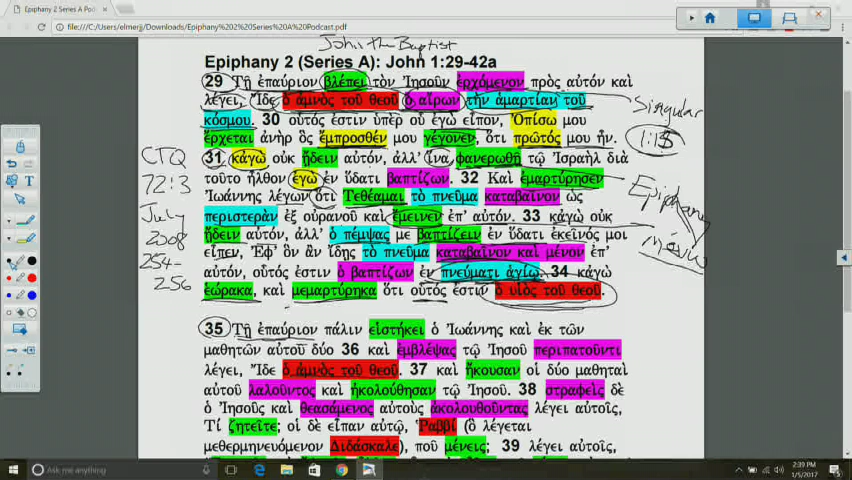 Epiphany 2 Series A Po
file:///C:/Users/elmerj/Downloads/Epiphany%202%20Series%20A%20Podcast.pdf
John the Baptist
Epiphany 2 (Series A): John 1:29-42a
29 Τῇ ἐπαύριον βλέπει τὸν Ἰησοῦν ἐρχόμενον πρὸς αὐτόν καὶ
λέγει, Ἴδε ὁ ἀμνὸς τοῦ θεοῦ ὁ αἴρων τὴν ἁμαρτίαν τοῦ
Singular
κόσμου. 30 οὗτός ἐστιν ὑπὲρ οὗ ἐγὼ εἶπον, Ὀπίσω μου
ἔρχεται ἀνὴρ ὃς ἔμπροσθέν μου γέγονεν, ὅτι πρῶτός μου ἦν.
1:15
31 κἀγὼ οὐκ ᾔδειν αὐτόν, ἀλλ’ ἵνα φανερωθῇ τῷ Ἰσραὴλ διὰ
τοῦτο ἦλθον ἐγὼ ἐν ὕδατι βαπτίζων. 32 Καὶ ἐμαρτύρησεν
Ἰωάννης λέγων ὅτι Τεθέαμαι τὸ πνεῦμα καταβαῖνον ὡς
περιστερὰν ἐξ οὐρανοῦ καὶ ἔμεινεν ἐπ’ αὐτόν. 33 κἀγὼ οὐκ
ᾔδειν αὐτόν, ἀλλ’ ὁ πέμψας με βαπτίζειν ἐν ὕδατι ἐκεῖνός μοι
εἶπεν, Ἐφ’ ὃν ἂν ἴδῃς τὸ πνεῦμα καταβαῖνον καὶ μένον ἐπ’
αὐτόν, οὗτός ἐστιν ὁ βαπτίζων ἐν πνεύματι ἁγίῳ. 34 κἀγὼ
ἑώρακα, καὶ μεμαρτύρηκα ὅτι οὗτός ἐστιν ὁ υἱὸς τοῦ θεοῦ.
CTQ
72:3
July
2008
254-
256
Epiphany
μένω
35 Τῇ ἐπαύριον πάλιν εἱστήκει ὁ Ἰωάννης καὶ ἐκ τῶν
μαθητῶν αὐτοῦ δύο 36 καὶ ἐμβλέψας τῷ Ἰησοῦ περιπατοῦντι
λέγει, Ἴδε ὁ ἀμνὸς τοῦ θεοῦ. 37 καὶ ἤκουσαν οἱ δύο μαθηταὶ
αὐτοῦ λαλοῦντος καὶ ἠκολούθησαν τῷ Ἰησοῦ. 38 στραφεὶς δὲ
ὁ Ἰησοῦς καὶ θεασάμενος αὐτοὺς ἀκολουθοῦντας λέγει αὐτοῖς,
Τί ζητεῖτε; οἱ δὲ εἶπαν αὐτῷ, Ῥαββί (ὃ λέγεται
μεθερμηνευόμενον Διδάσκαλε), ποῦ μένεις; 39 λέγει αὐτοῖς,
Ask me anything
2:39 PM
1/5/2017